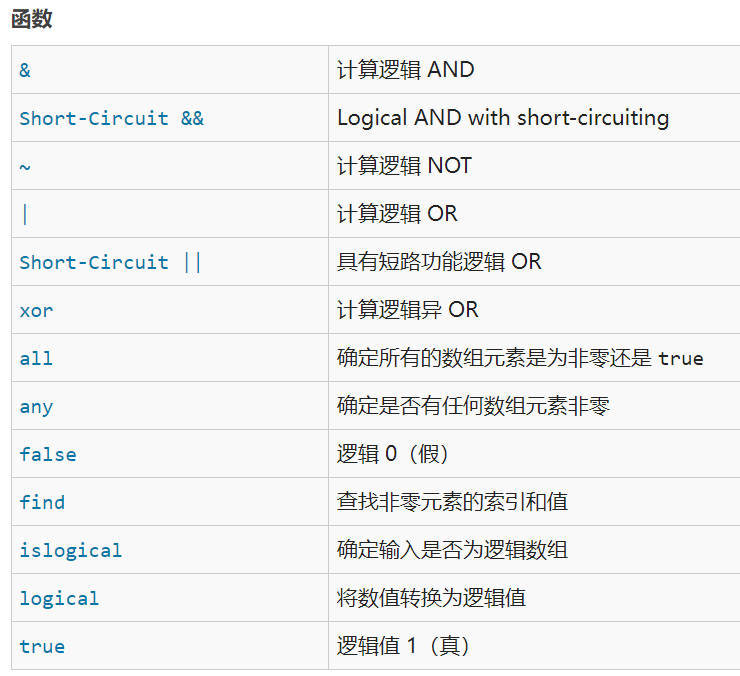 函数
& 计算逻辑 AND
Short-Circuit && Logical AND with short-circuiting
~ 计算逻辑 NOT
| 计算逻辑 OR
Short-Circuit || 具有短路功能逻辑 OR
xor 计算逻辑异 OR
all 确定所有的数组元素是为非零还是 true
any 确定是否有任何数组元素非零
false 逻辑 0（假）
find 查找非零元素的索引和值
islogical 确定输入是否为逻辑数组
logical 将数值转换为逻辑值
true 逻辑值 1（真）